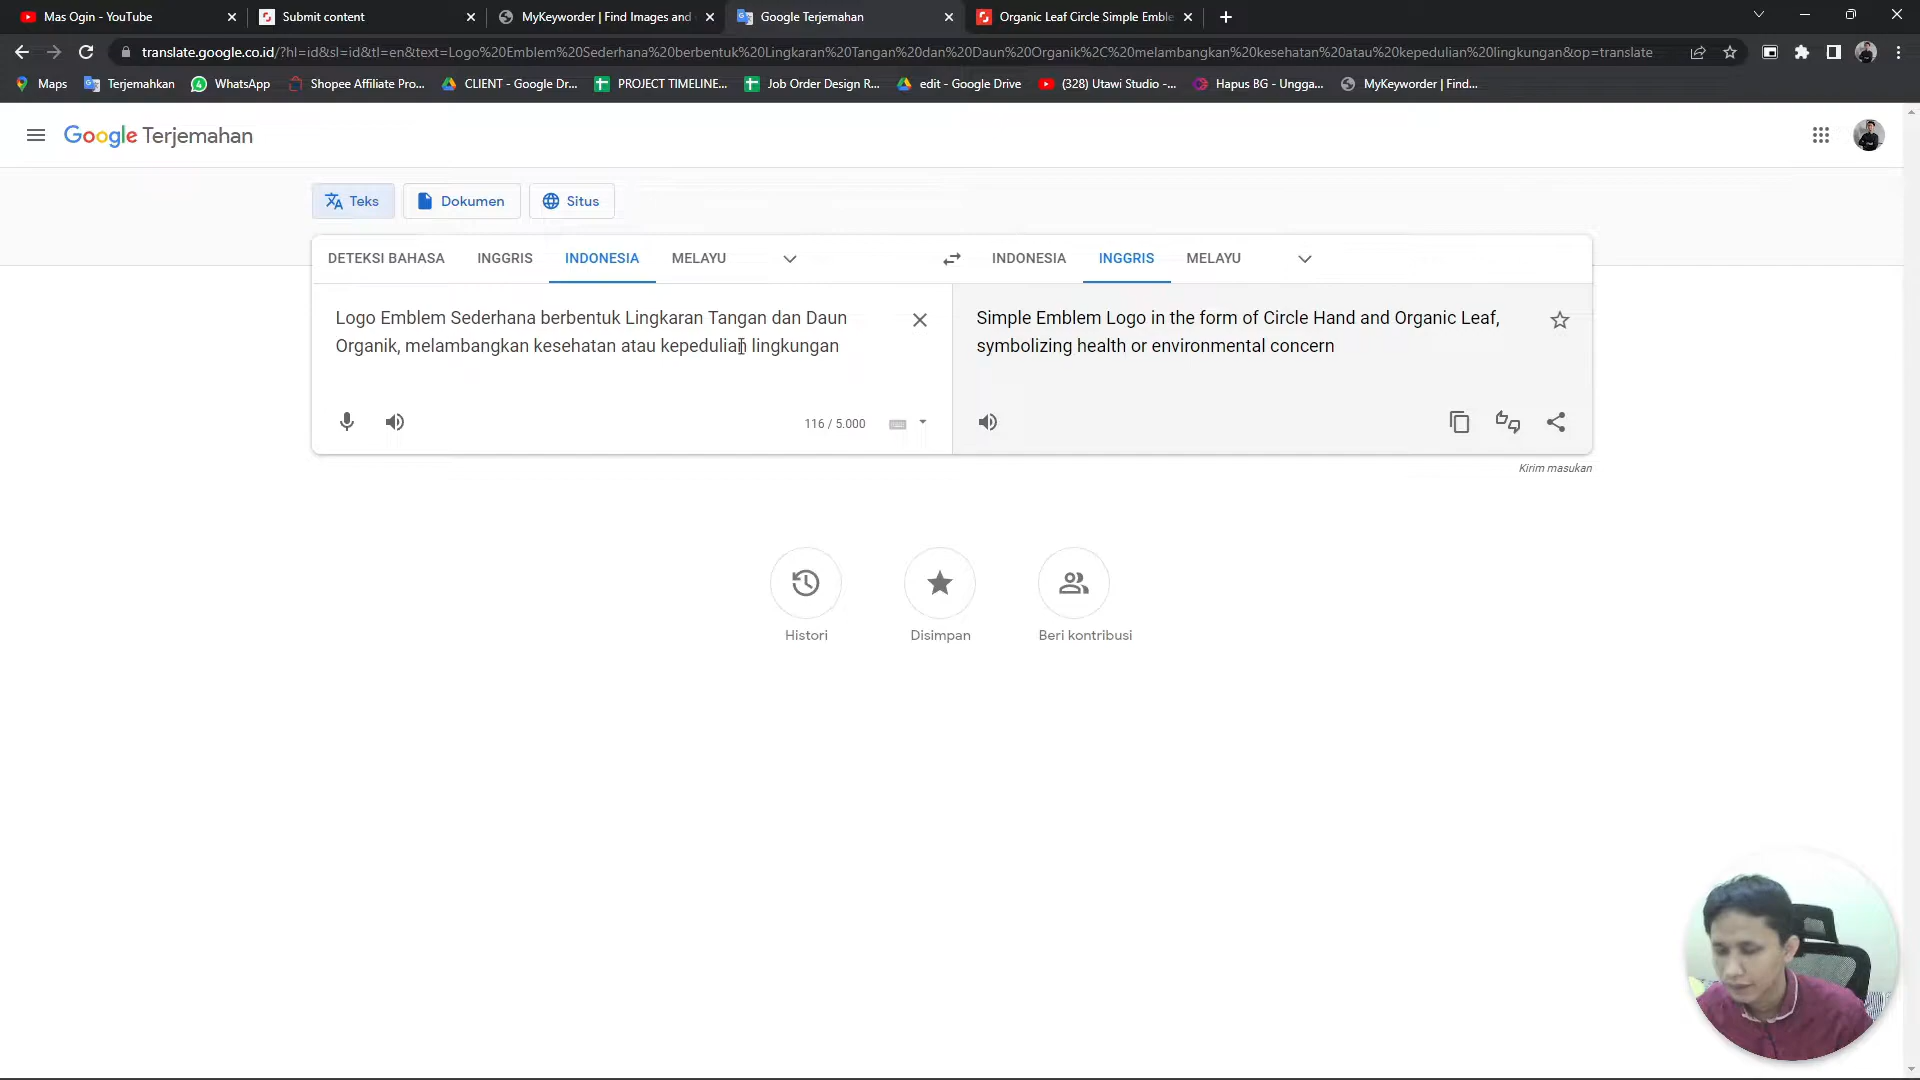 Mas Ogin - YouTube
Submit content
MyKeyworder | Find Images and
Google Terjemahan
Organic Leaf Circle Simple Emble
translate.google.co.id/?hl=id&sl=id&tl=en&text=Logo%20Emblem%20Sederhana%20berbentuk%20Lingkaran%20Tangan%20dan%20Daun%20Organik%2C%20melambangkan%20kesehatan%20atau%20kepedulian%20lingkungan&op=translate
Maps
Terjemahkan
WhatsApp
Shopee Affiliate Pro...
CLIENT - Google Dr...
PROJECT TIMELINE...
Job Order Design R...
edit - Google Drive
(328) Utawi Studio -...
Hapus BG - Ungga...
MyKeyworder | Find...
Google Terjemahan
Teks
Dokumen
Situs
DETEKSI BAHASA
INGGRIS
INDONESIA
MELAYU
INDONESIA
INGGRIS
MELAYU
Logo Emblem Sederhana berbentuk Lingkaran Tangan dan Daun
Organik, melambangkan kesehatan atau kepedulian lingkungan
116 / 5.000
Simple Emblem Logo in the form of Circle Hand and Organic Leaf,
symbolizing health or environmental concern
Kirim masukan
Histori
Disimpan
Beri kontribusi